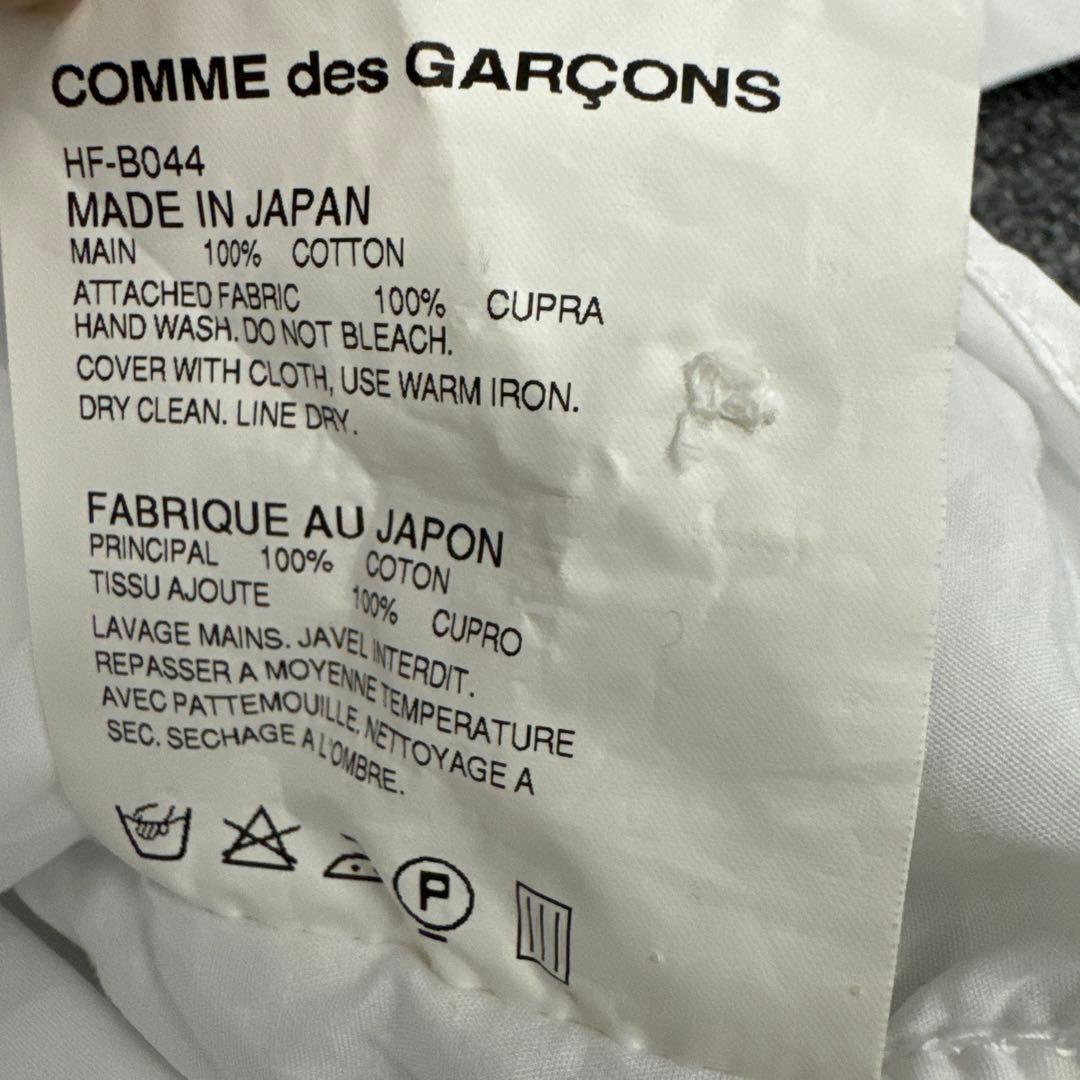 COMME des GARÇONS
HF-B044
MADE IN JAPAN
MAIN 100% COTTON
ATTACHED FABRIC 100% CUPRA
HAND WASH. DO NOT BLEACH.
COVER WITH CLOTH, USE WARM IRON.
DRY CLEAN. LINE DRY.
FABRIQUE AU JAPON
PRINCIPAL 100% COTON
TISSU AJOUTE 100% CUPRO
LAVAGE MAINS. JAVEL INTERDIT.
REPASSER A MOYENNE TEMPERATURE
AVEC PATTEMOUILLE, NETTOYAGE A
SEC. SECHAGE A L'OMBRE.
P